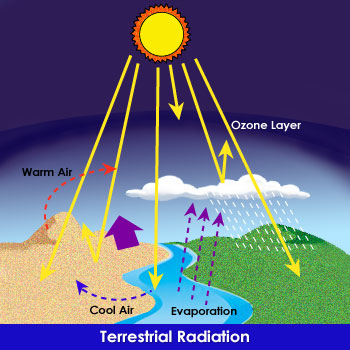 Ozone Layer
Warm Air
Cool Air
Evaporation
Terrestrial Radiation